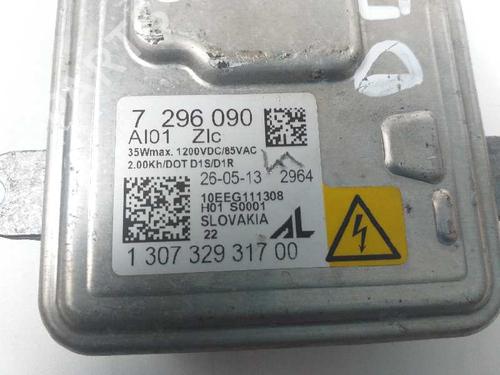 7 296 090
AI01 Zlc
35Wmax. 1200VDC/85VAC
2.00Kh/DOT D1S/D1R
26-05-13 2964
10EEG111308
H01 S0001
SLOVAKIA
22
AL
1 307 329 317 00